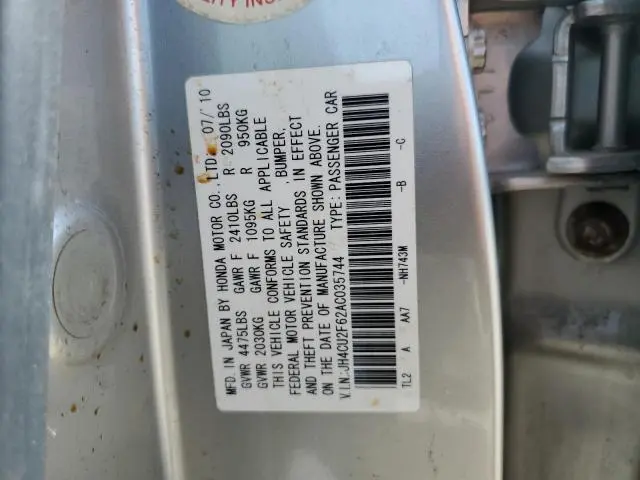 MFD. IN JAPAN BY HONDA MOTOR CO., LTD. 07/10
GVWR 4475LBS GAWR F 2410LBS R 2090LBS
GVWR 2030KG GAWR F 1095KG R 950KG
THIS VEHICLE CONFORMS TO ALL APPLICABLE
FEDERAL MOTOR VEHICLE SAFETY , BUMPER,
AND THEFT PREVENTION STANDARDS IN EFFECT
ON THE DATE OF MANUFACTURE SHOWN ABOVE.
V.I.N.:JH4CU2F62AC035744 TYPE: PASSENGER CAR
TL2 A AA7 -NH743M -B -C